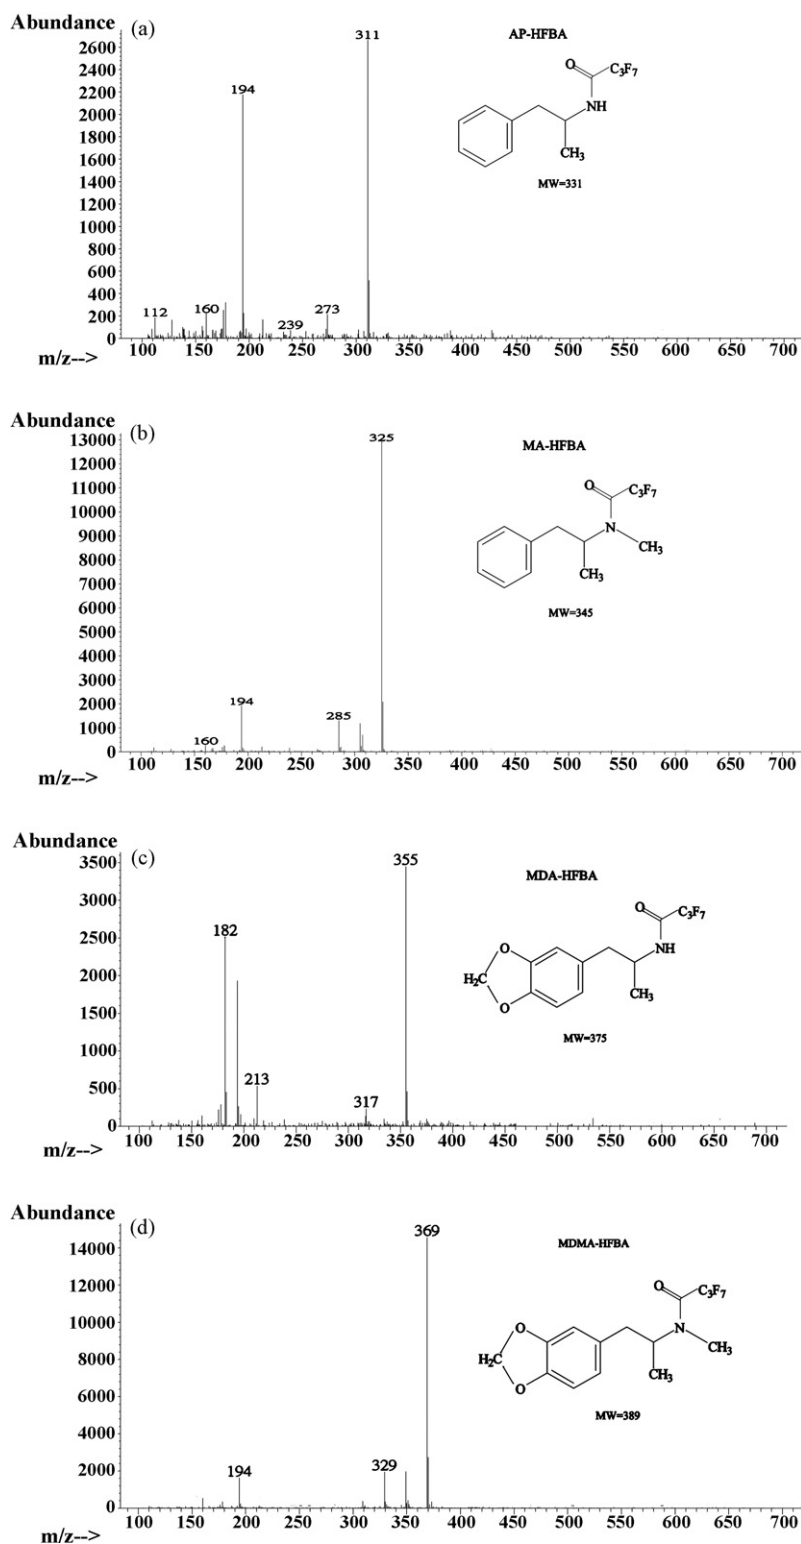 Abundance (a)
AP-HFBA
2600
2400
2200
2000
1800
1600
1400
1200
1000
800
600
400
200
0
311
194
112
160
239
273
O
C3F7
NH
CH3
MW=331
100 150 200 250 300 350 400 450 500 550 600 650 700
m/z-->
Abundance (b)
MA-HFBA
13000
12000
11000
10000
9000
8000
7000
6000
5000
4000
3000
2000
1000
0
325
194
160
285
O
C3F7
N
CH3
CH3
MW=345
100 150 200 250 300 350 400 450 500 550 600 650 700
m/z-->
Abundance (c)
MDA-HFBA
3500
3000
2500
2000
1500
1000
500
0
355
182
213
317
O
C3F7
O
NH
H2C
CH3
O
MW=375
100 150 200 250 300 350 400 450 500 550 600 650 700
m/z-->
Abundance (d)
MDMA-HFBA
14000
12000
10000
8000
6000
4000
2000
0
369
194
329
O
C3F7
O
N
CH3
H2C
CH3
O
MW=389
100 150 200 250 300 350 400 450 500 550 600 650 700
m/z-->